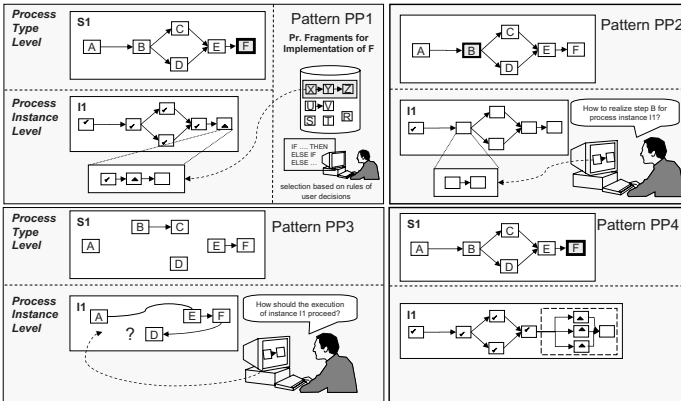 Process
Type
Level
S1
A
B
C
D
E
F
Pattern PP1
Pr. Fragments for
Implementation of F
X Y Z
U V
S T R
IF .... THEN
ELSE IF
ELSE ...
selection based on rules of
user decisions
Process
Instance
Level
I1
Pattern PP2
A
B
C
D
E
F
I1
How to realize step B for
process instance I1?
Process
Type
Level
S1
A
B
C
D
E
F
Pattern PP3
Process
Instance
Level
I1
A
E
F
D
?
How should the execution
of instance I1 proceed?
S1
Pattern PP4
A
B
C
D
E
F
I1